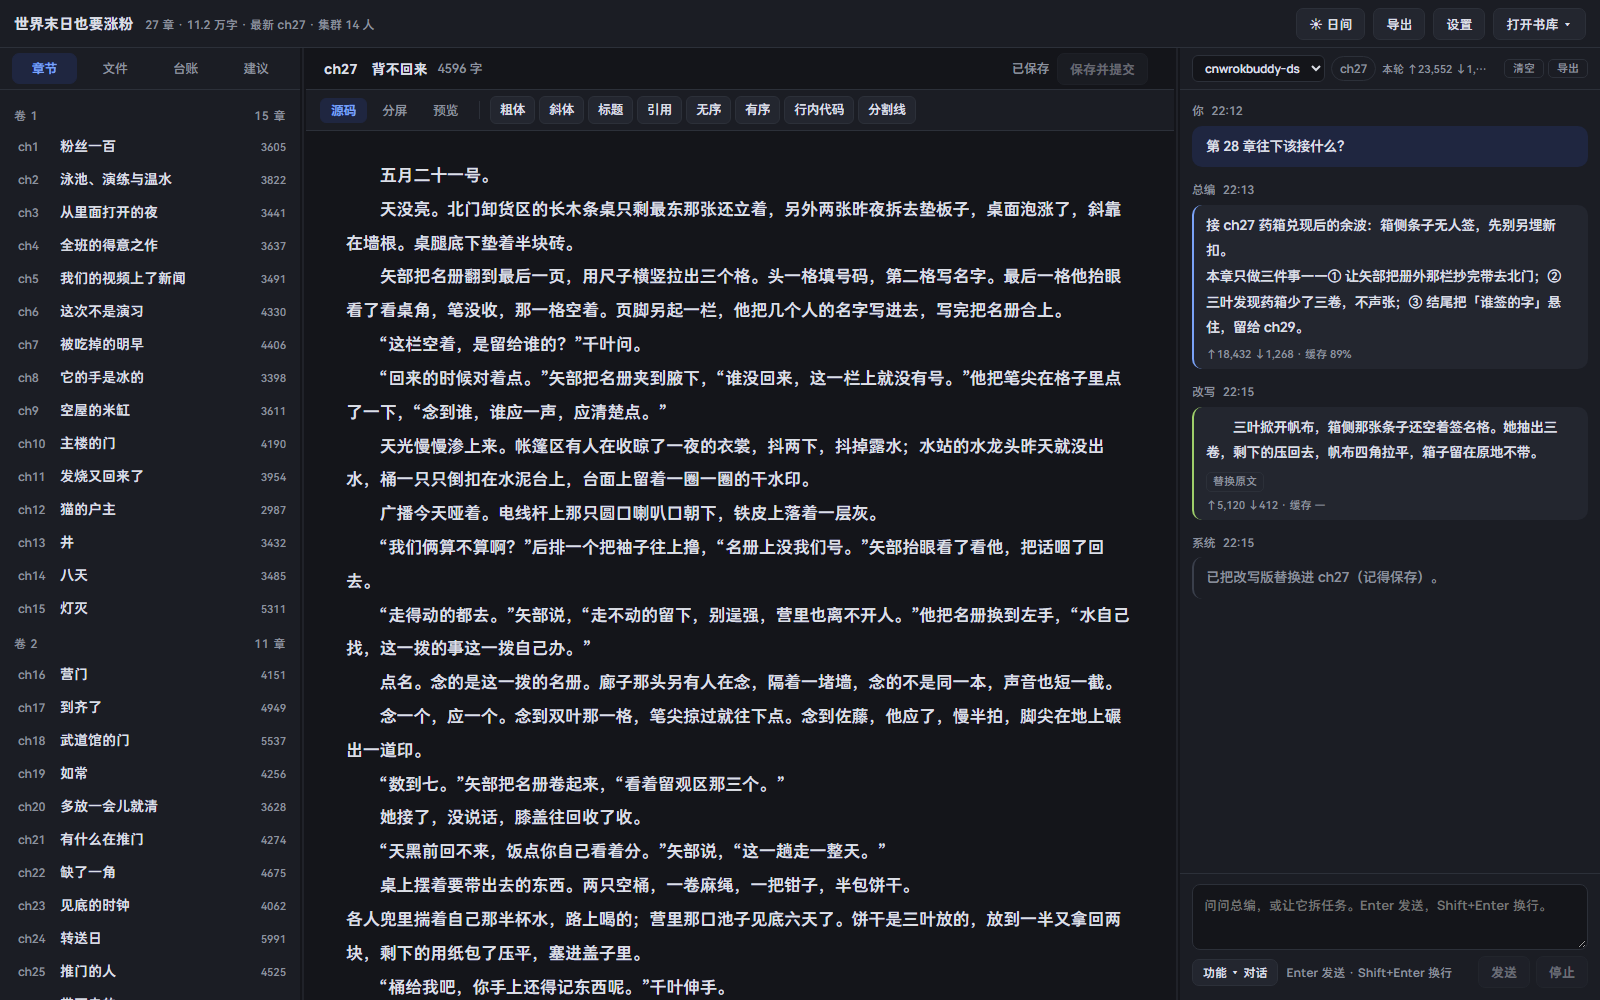 世界末日也要涨粉 27 章 · 11.2 万字 · 最新 ch27 · 集群 14 人
☀ 日间 导出 设置 打开书库
章节 文件 台账 建议
卷 1 15 章
ch1 粉丝一百 3605
ch2 泳池、演练与温水 3822
ch3 从里面打开的夜 3441
ch4 全班的得意之作 3637
ch5 我们的视频上了新闻 3491
ch6 这次不是演习 4330
ch7 被吃掉的明早 4406
ch8 它的手是冰的 3398
ch9 空屋的米缸 3611
ch10 主楼的门 4190
ch11 发烧又回来了 3954
ch12 猫的户主 2987
ch13 井 3432
ch14 八天 3485
ch15 灯灭 5311
卷 2 11 章
ch16 营门 4151
ch17 到齐了 4949
ch18 武道馆的门 5537
ch19 如常 4256
ch20 多放一会儿就清 3628
ch21 有什么在推门 4274
ch22 缺了一角 4675
ch23 见底的时钟 4062
ch24 转送日 5991
ch25 推门的人 4525
ch27 背不回来 4596 字 已保存 保存并提交
源码 分屏 预览 粗体 斜体 标题 引用 无序 有序 行内代码 分割线
五月二十一号。
天没亮。北门卸货区的长木条桌只剩最东那张还立着，另外两张昨夜拆去垫板子，桌面泡涨了，斜靠
在墙根。桌腿底下垫着半块砖。
矢部把名册翻到最后一页，用尺子横竖拉出三个格。头一格填号码，第二格写名字。最后一格他抬眼
看了看桌角，笔没收，那一格空着。页脚另起一栏，他把几个人的名字写进去，写完把名册合上。
“这栏空着，是留给谁的？”千叶问。
“回来的时候对着点。”矢部把名册夹到腋下，“谁没回来，这一栏上就没有号。”他把笔尖在格子里点
了一下，“念到谁，谁应一声，应清楚点。”
天光慢慢渗上来。帐篷区有人在收晾了一夜的衣裳，抖两下，抖掉露水；水站的水龙头昨天就没出
水，桶一只只倒扣在水泥台上，台面上留着一圈一圈的干水印。
广播今天哑着。电线杆上那只圆口喇叭口朝下，铁皮上落着一层灰。
“我们俩算不算啊？”后排一个把袖子往上撸，“名册上没我们号。”矢部抬眼看了看他，把话咽了回
去。
“走得动的都去。”矢部说，“走不动的留下，别逞强，营里也离不开人。”他把名册换到左手，“水自己
找，这一拨的事这一拨自己办。”
点名。念的是这一拨的名册。廊子那头另有人在念，隔着一堵墙，念的不是同一本，声音也短一截。
念一个，应一个。念到双叶那一格，笔尖掠过就往下点。念到佐藤，他应了，慢半拍，脚尖在地上碾
出一道印。
“数到七。”矢部把名册卷起来，“看着留观区那三个。”
她接了，没说话，膝盖往回收了收。
“天黑前回不来，饭点你自己看着分。”矢部说，“这一趟走一整天。”
桌上摆着要带出去的东西。两只空桶，一卷麻绳，一把钳子，半包饼干。
各人兜里揣着自己那半杯水，路上喝的；营里那口池子见底六天了。饼干是三叶放的，放到一半又拿回两
块，剩下的用纸包了压平，塞进盖子里。
“桶给我吧，你手上还得记东西呢。”千叶伸手。
cnwrokbuddy-ds ch27 本轮 ↑23,552 ↓1,··· 清空 导出
你 22:12
第 28 章往下该接什么？
总编 22:13
接 ch27 药箱兑现后的余波：箱侧条子无人签，先别另埋新
扣。
本章只做三件事——① 让矢部把册外那栏抄完带去北门；②
三叶发现药箱少了三卷，不声张；③ 结尾把「谁签的字」悬
住，留给 ch29。
↑18,432 ↓1,268 · 缓存 89%
改写 22:15
三叶掀开帆布，箱侧那张条子还空着签名格。她抽出三
卷，剩下的压回去，帆布四角拉平，箱子留在原地不带。
替换原文
↑5,120 ↓412 · 缓存 —
系统 22:15
已把改写版替换进 ch27（记得保存）。
问问总编，或让它拆任务。Enter 发送，Shift+Enter 换行。
功能 · 对话 Enter 发送 · Shift+Enter 换行 发送 停止